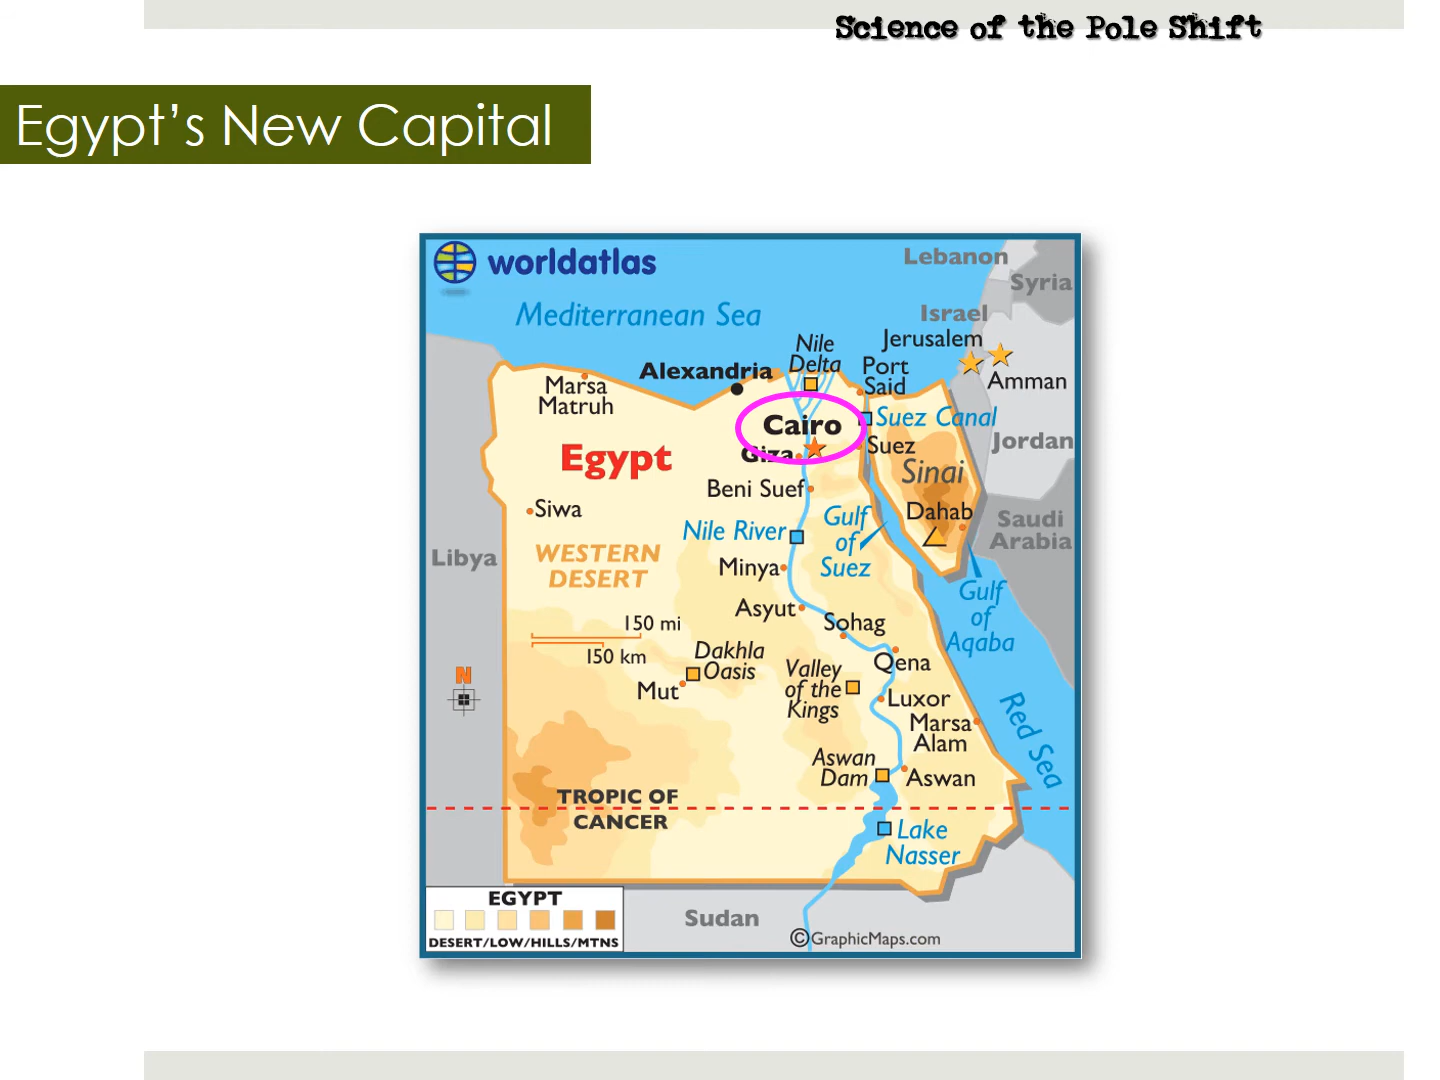 Science of the Pole Shift
Egypt's New Capital
worldatlas
Lebanon
Syria
Mediterranean Sea
Israel
Jerusalem
Amman
Nile
Delta
Port
Said
Alexandria
Marsa
Matruh
Cairo
Suez Canal
Jordan
Egypt
Giza
Suez
Sinai
Beni Suef
Siwa
Dahab
Saudi
Arabia
Nile River
Gulf
of
Suez
Libya
WESTERN
DESERT
Minya
Gulf
of
Aqaba
Asyut
Sohag
150 mi
150 km
Dakhla
Oasis
Valley
of the
Kings
Qena
Mut
N
Luxor
Marsa
Alam
Red Sea
Aswan
Dam
Aswan
TROPIC OF
CANCER
Lake
Nasser
EGYPT
DESERT/LOW/HILLS/MTNS
Sudan
©GraphicMaps.com